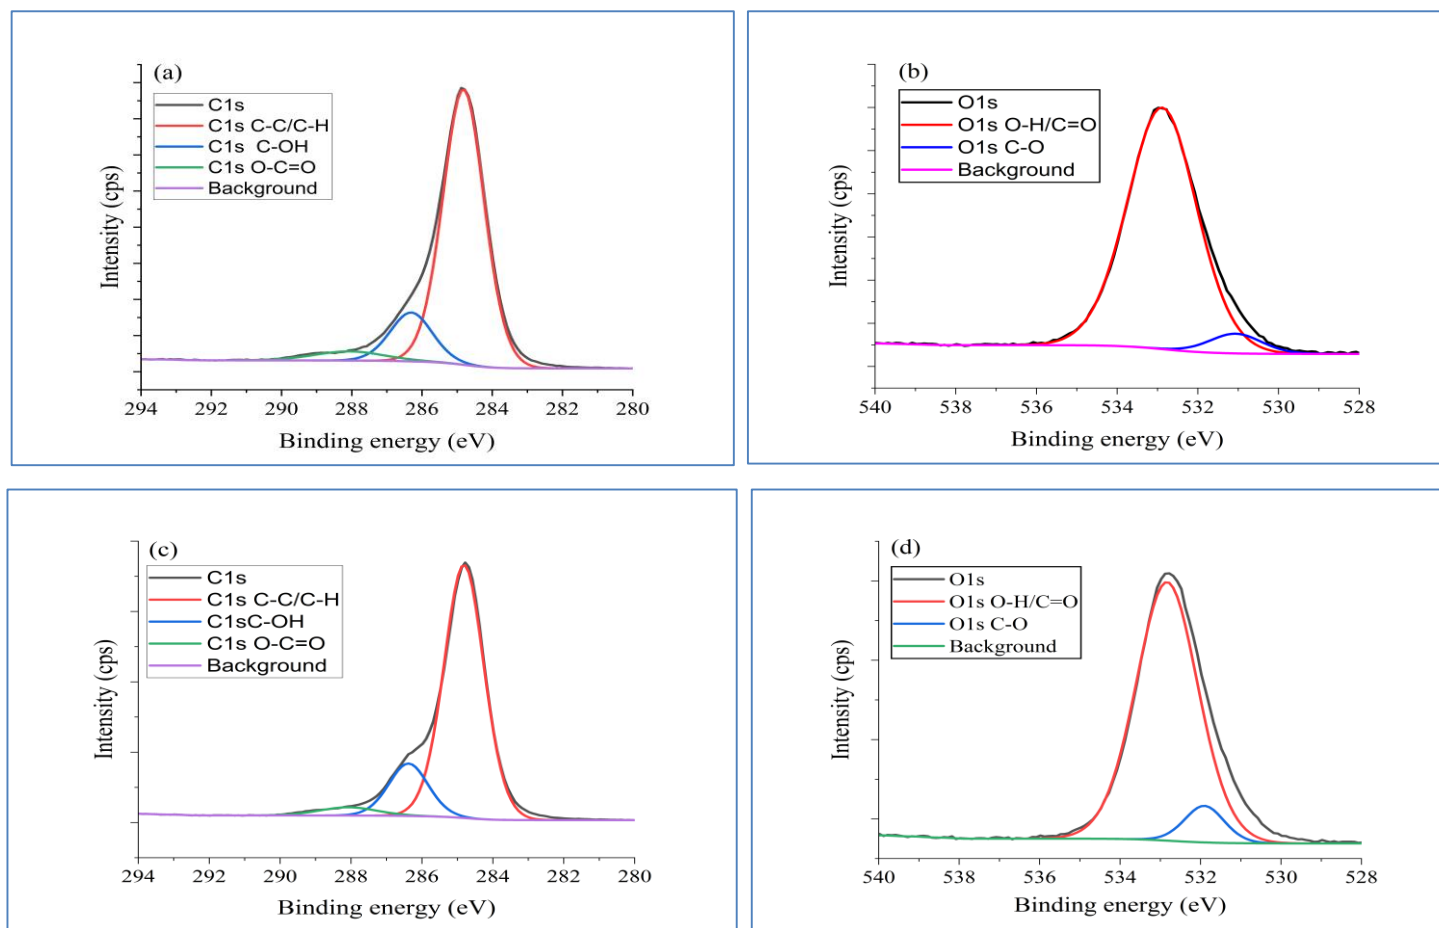 (a)
C1s
C1s C-C/C-H
C1s C-OH
C1s O-C=O
Background
Intensity (cps)
294 292 290 288 286 284 282 280
Binding energy (eV)
(b)
O1s
O1s O-H/C=O
O1s C-O
Background
Intensity (cps)
540 538 536 534 532 530 528
Binding energy (eV)
(c)
C1s
C1s C-C/C-H
C1sC-OH
C1s O-C=O
Background
Intensity (cps)
294 292 290 288 286 284 282 280
Binding energy (eV)
(d)
O1s
O1s O-H/C=O
O1s C-O
Background
Intensity (cps)
540 538 536 534 532 530 528
Binding energy (eV)